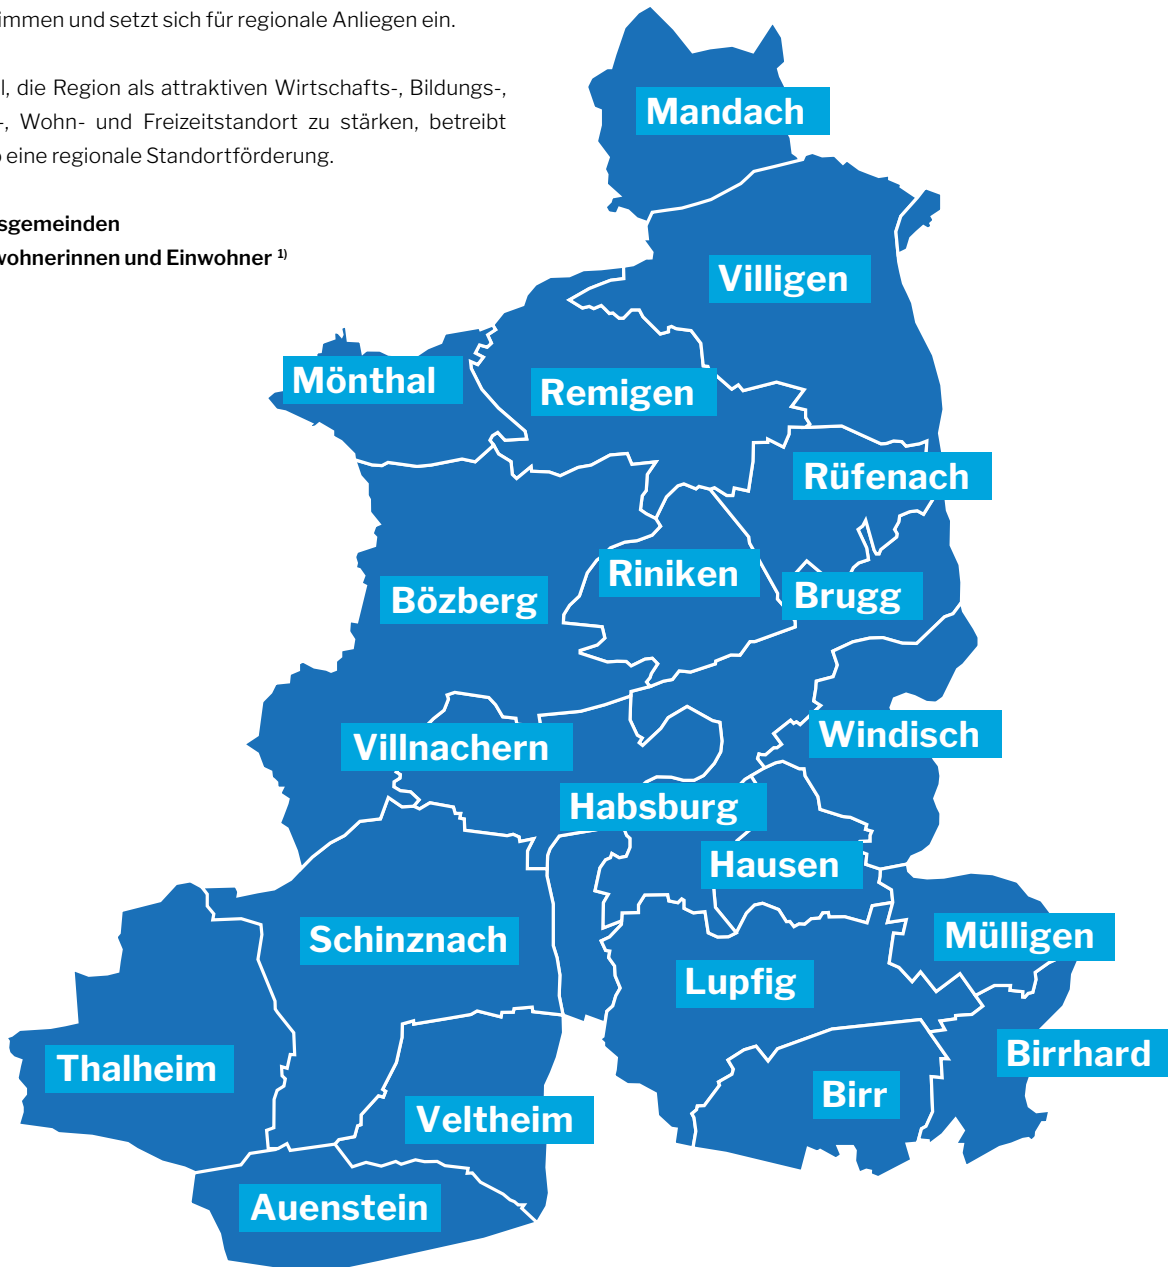 immen und setzt sich für regionale Anliegen ein.
l, die Region als attraktiven Wirtschafts-, Bildungs-,
-, Wohn- und Freizeitstandort zu stärken, betreibt
eine regionale Standortförderung.
sgemeinden
wohnerinnen und Einwohner ¹⁾
Mandach
Villigen
Mönthal
Remigen
Rüfenach
Riniken
Bözberg
Brugg
Windisch
Villnachern
Habsburg
Hausen
Schinznach
Mülligen
Lupfig
Birrhard
Thalheim
Birr
Veltheim
Auenstein